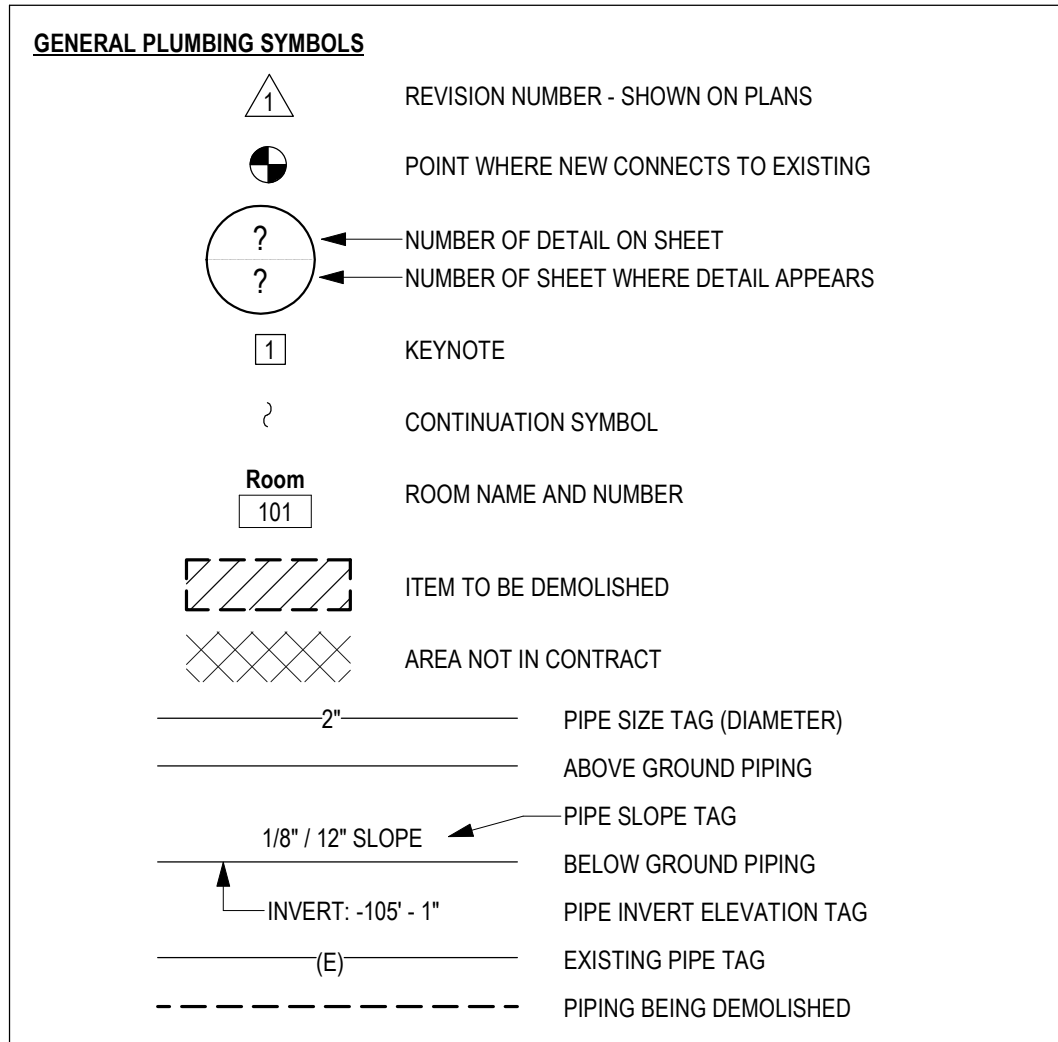 GENERAL PLUMBING SYMBOLS
1 REVISION NUMBER - SHOWN ON PLANS
POINT WHERE NEW CONNECTS TO EXISTING
? NUMBER OF DETAIL ON SHEET
? NUMBER OF SHEET WHERE DETAIL APPEARS
1 KEYNOTE
CONTINUATION SYMBOL
Room
101
ROOM NAME AND NUMBER
ITEM TO BE DEMOLISHED
AREA NOT IN CONTRACT
2" PIPE SIZE TAG (DIAMETER)
ABOVE GROUND PIPING
PIPE SLOPE TAG
1/8" / 12" SLOPE
BELOW GROUND PIPING
INVERT: -105' - 1" PIPE INVERT ELEVATION TAG
(E) EXISTING PIPE TAG
PIPING BEING DEMOLISHED